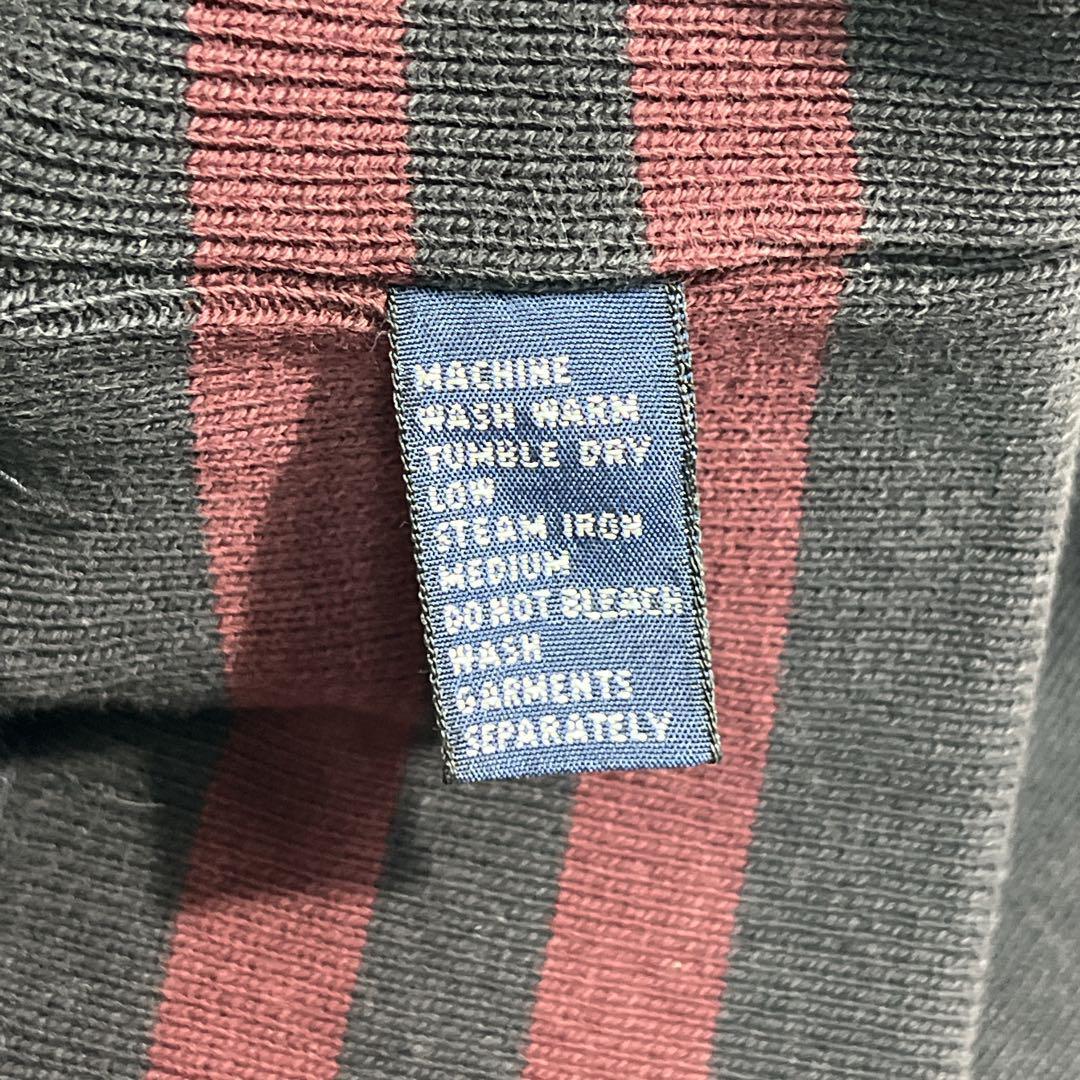 MACHINE
WASH WARM
TUMBLE DRY
LOW
STEAM IRON
MEDIUM
DO NOT BLEACH
WASH
GARMENTS
SEPARATELY